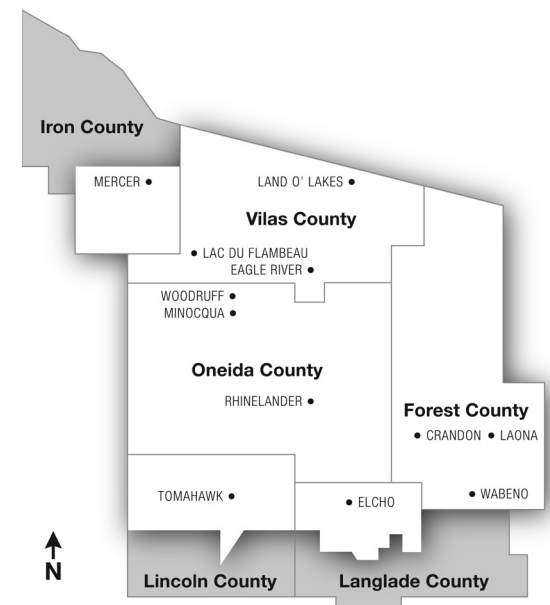 Iron County
MERCER
LAND O' LAKES
Vilas County
LAC DU FLAMBEAU
EAGLE RIVER
WOODRUFF
MINOCQUA
Oneida County
RHINELANDER
Forest County
CRANDON
LAONA
TOMAHAWK
ELCHO
WABENO
N
Lincoln County
Langlade County